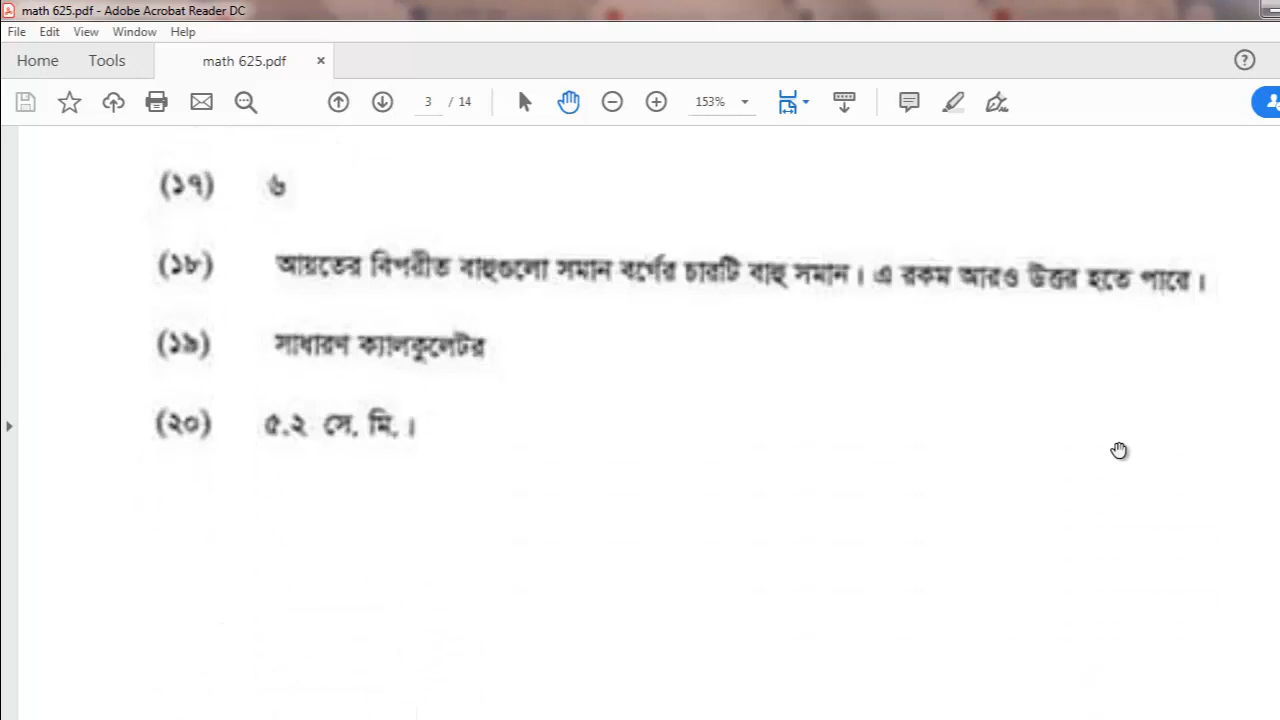 math 625.pdf - Adobe Acrobat Reader DC
File Edit View Window Help
Home Tools math 625.pdf ×
3 / 14 153%
(১৭) ৬
(১৮) আয়তের বিপরীত বাহুগুলো সমান বর্গের চারটি বাহু সমান। এ রকম আরও উত্তর হতে পারে।
(১৯) সাধারণ ক্যালকুলেটর
(২০) ৫.২ সে. মি.।